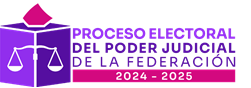 PROCESO ELECTORAL
DEL PODER JUDICIAL
DE LA FEDERACIÓN
2024 - 2025